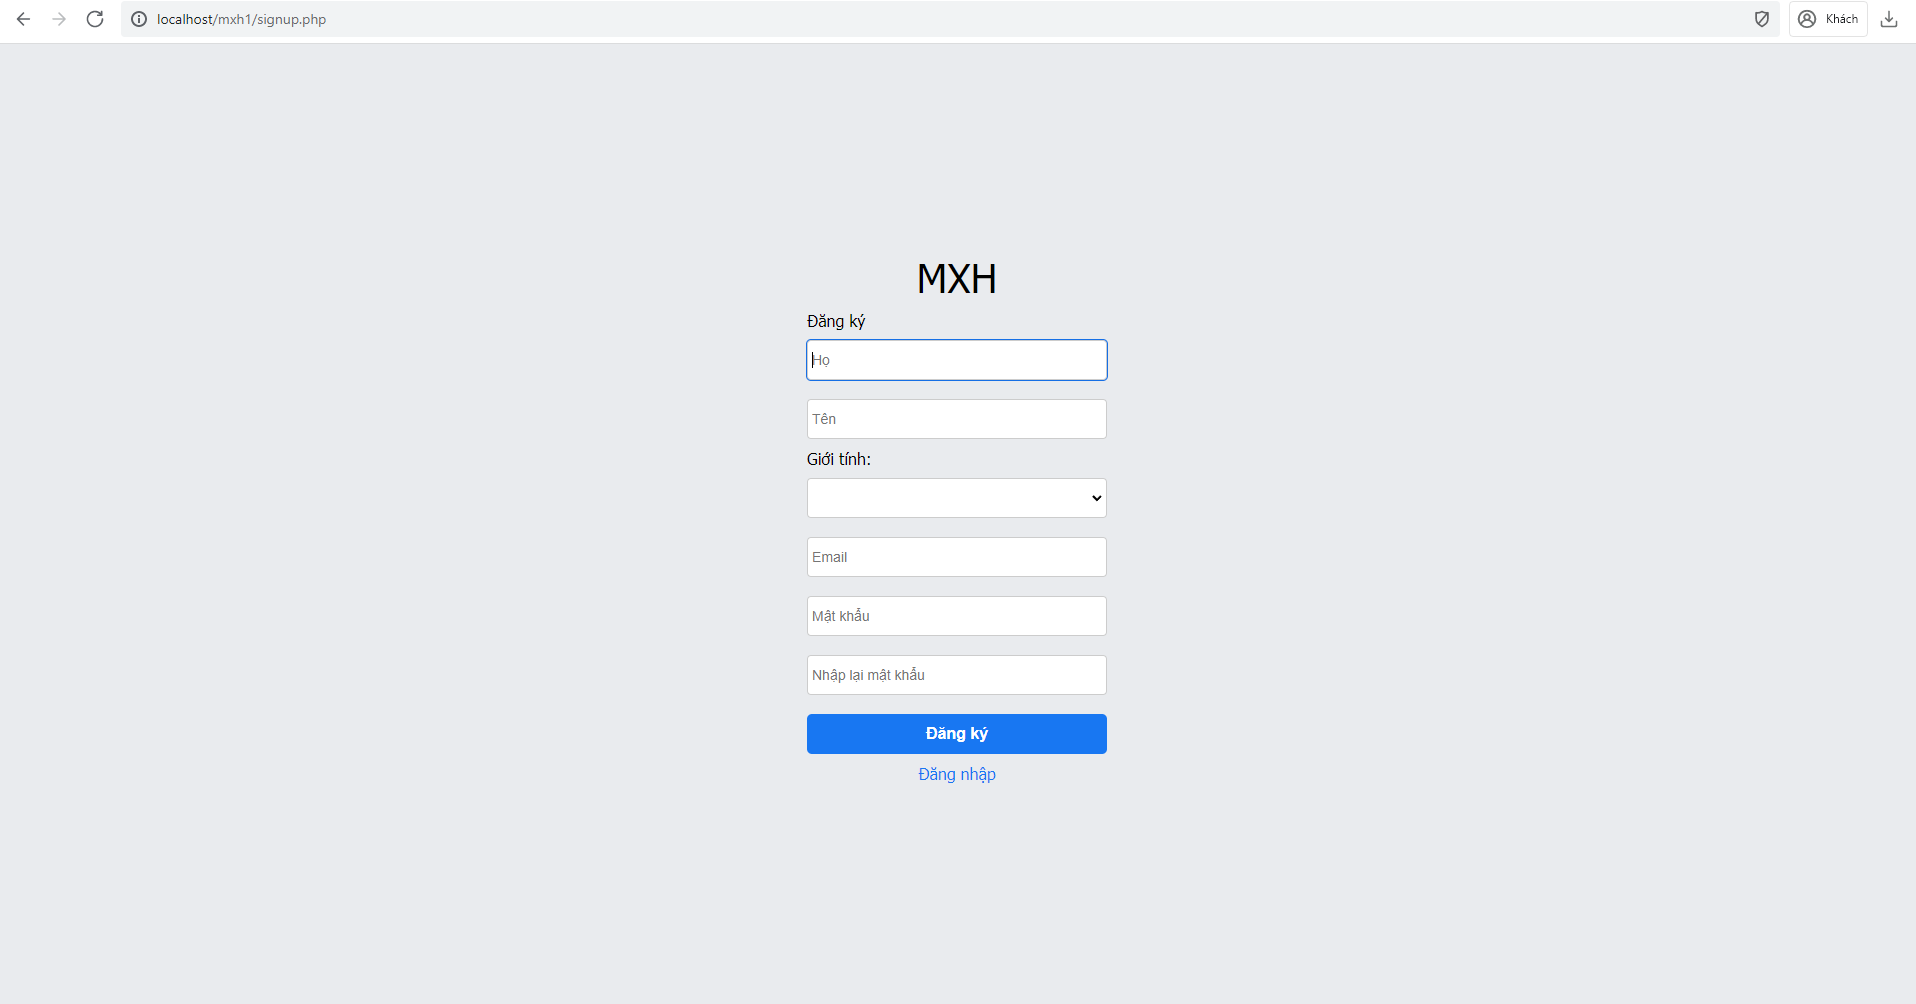 localhost/mxh1/signup.php
Khách
MXH
Đăng ký
Họ
Tên
Giới tính:
Email
Mật khẩu
Nhập lại mật khẩu
Đăng ký
Đăng nhập